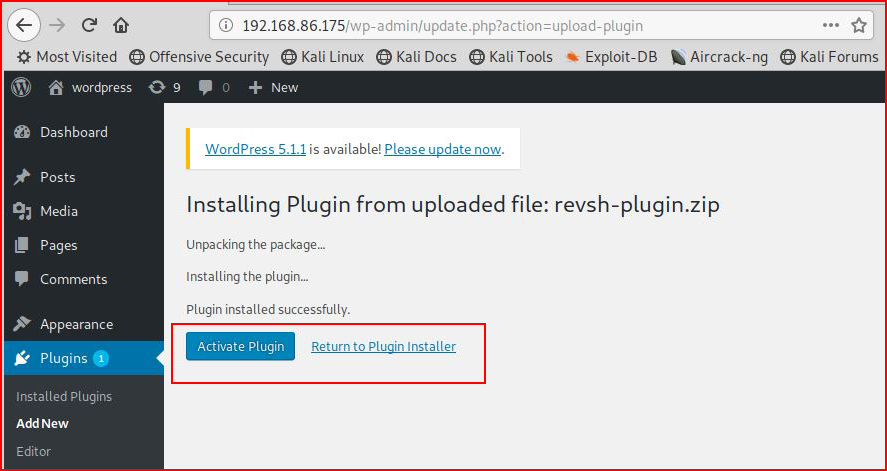 192.168.86.175/wp-admin/update.php?action=upload-plugin
Most Visited Offensive Security Kali Linux Kali Docs Kali Tools Exploit-DB Aircrack-ng Kali Forums
wordpress 9 0 New
Dashboard
Posts
Media
Pages
Comments
Appearance
Plugins 1
Installed Plugins
Add New
Editor
WordPress 5.1.1 is available! Please update now.
Installing Plugin from uploaded file: revsh-plugin.zip
Unpacking the package…
Installing the plugin…
Plugin installed successfully.
Activate Plugin Return to Plugin Installer